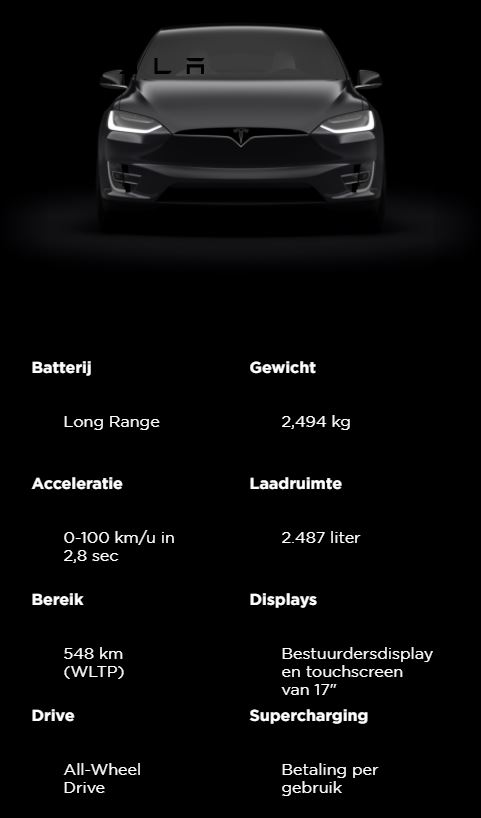 Batterij
Gewicht
Long Range
2,494 kg
Acceleratie
Laadruimte
0-100 km/u in
2,8 sec
2.487 liter
Bereik
Displays
548 km
(WLTP)
Bestuurdersdisplay
en touchscreen
van 17″
Drive
Supercharging
All-Wheel
Drive
Betaling per
gebruik